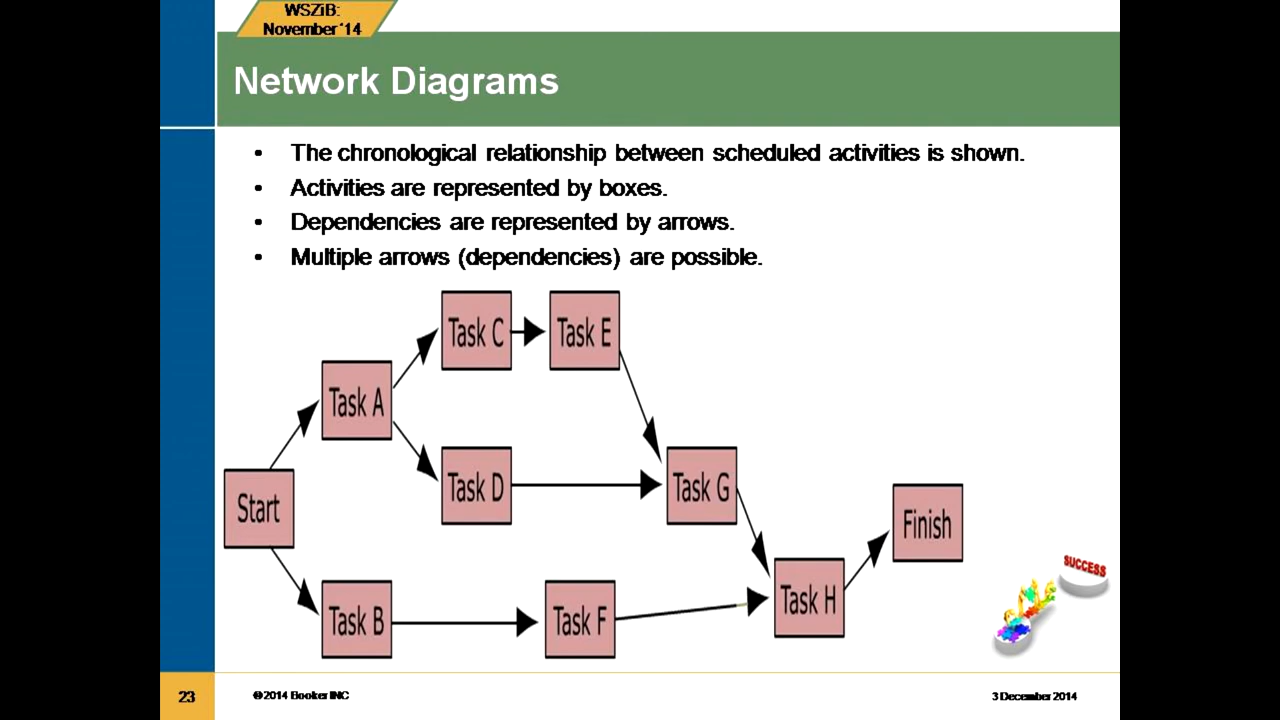 WSZiB:
November ‘14
Network Diagrams
• The chronological relationship between scheduled activities is shown.
• Activities are represented by boxes.
• Dependencies are represented by arrows.
• Multiple arrows (dependencies) are possible.
Task C
Task E
Task A
Task D
Task G
Start
Finish
Task B
Task F
Task H
SUCCESS
23
© 2014 Booker INC
3 December 2014